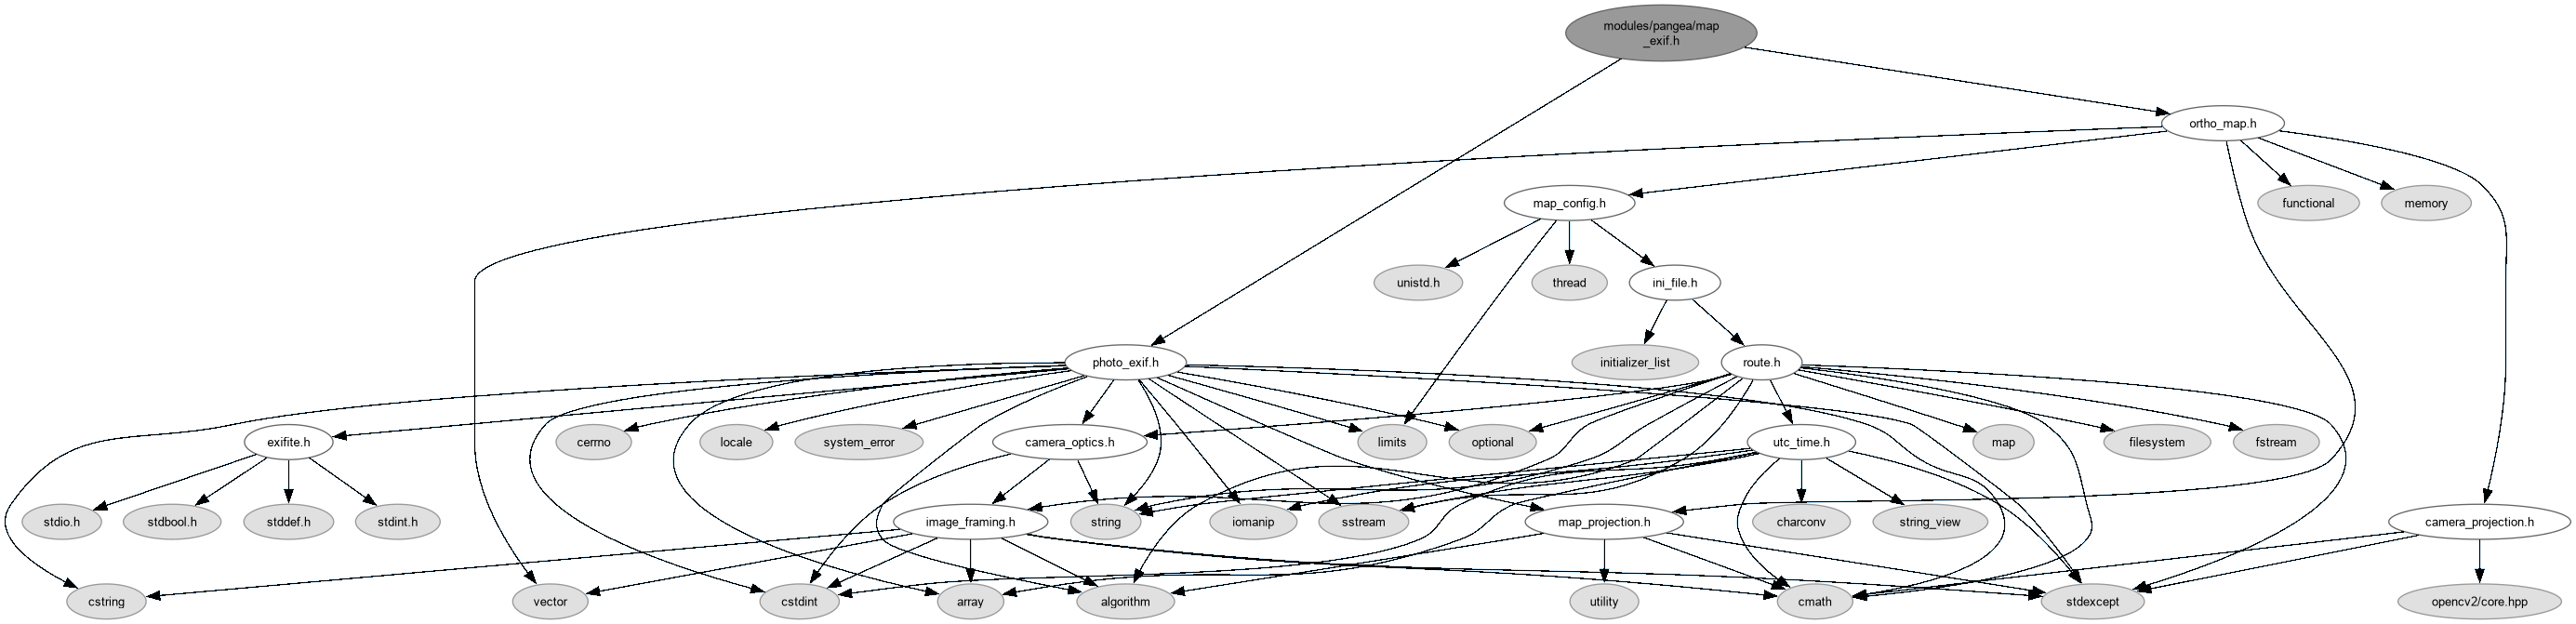 modules/pangea/map
_exif.h
ortho_map.h
map_config.h
functional
memory
unistd.h
thread
ini_file.h
photo_exif.h
initializer_list
route.h
exifite.h
cerrno
locale
system_error
camera_optics.h
limits
optional
utc_time.h
map
filesystem
fstream
stdio.h
stdbool.h
stddef.h
stdint.h
image_framing.h
string
iomanip
sstream
map_projection.h
charconv
string_view
camera_projection.h
cstring
vector
cstdint
array
algorithm
utility
cmath
stdexcept
opencv2/core.hpp